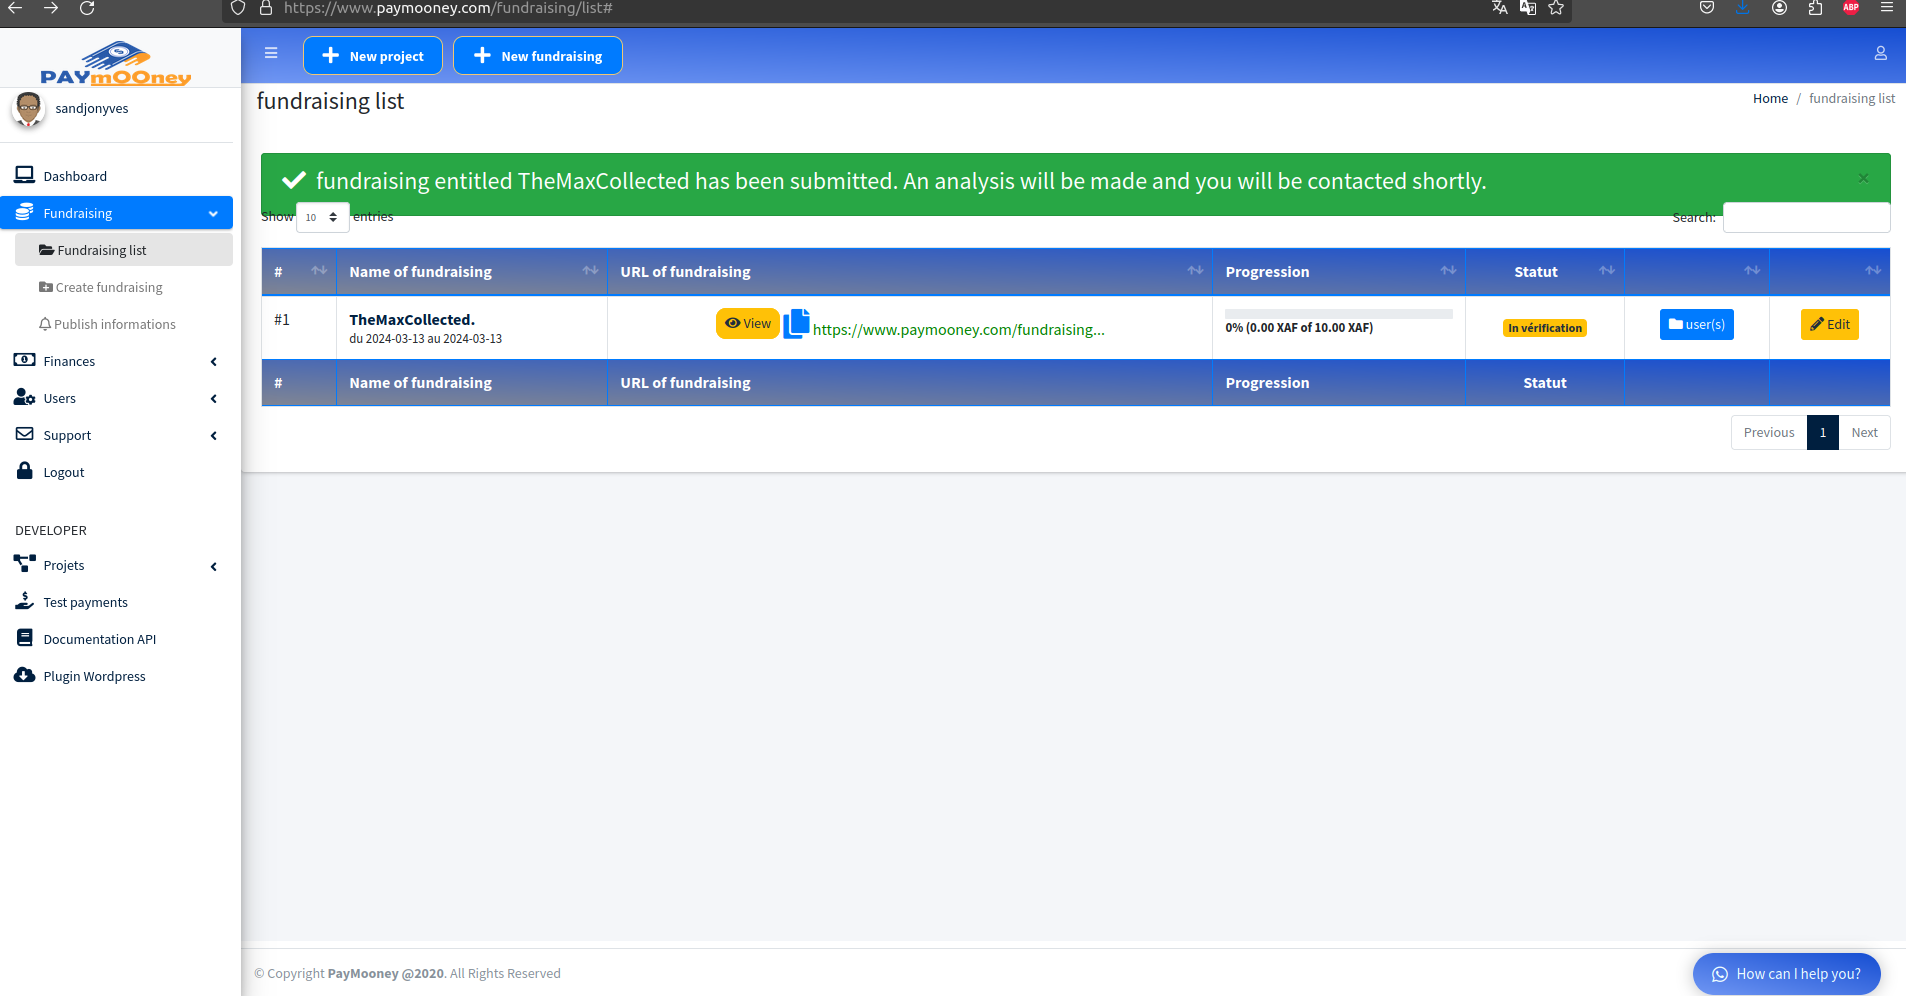 https://www.paymooney.com/fundraising/list#
ABP
PAYmOOney
New project
New fundraising
sandjonyves
fundraising list
Home / fundraising list
Dashboard
Fundraising
Fundraising list
Create fundraising
Publish informations
Finances
Users
Support
Logout
DEVELOPER
Projets
Test payments
Documentation API
Plugin Wordpress
fundraising entitled TheMaxCollected has been submitted. An analysis will be made and you will be contacted shortly. ×
Show 10 entries
Search:
# Name of fundraising URL of fundraising Progression Statut
#1 TheMaxCollected. View https://www.paymooney.com/fundraising... 0% (0.00 XAF of 10.00 XAF) In vérification user(s) Edit
du 2024-03-13 au 2024-03-13
# Name of fundraising URL of fundraising Progression Statut
Previous 1 Next
© Copyright PayMooney @2020. All Rights Reserved
How can I help you?